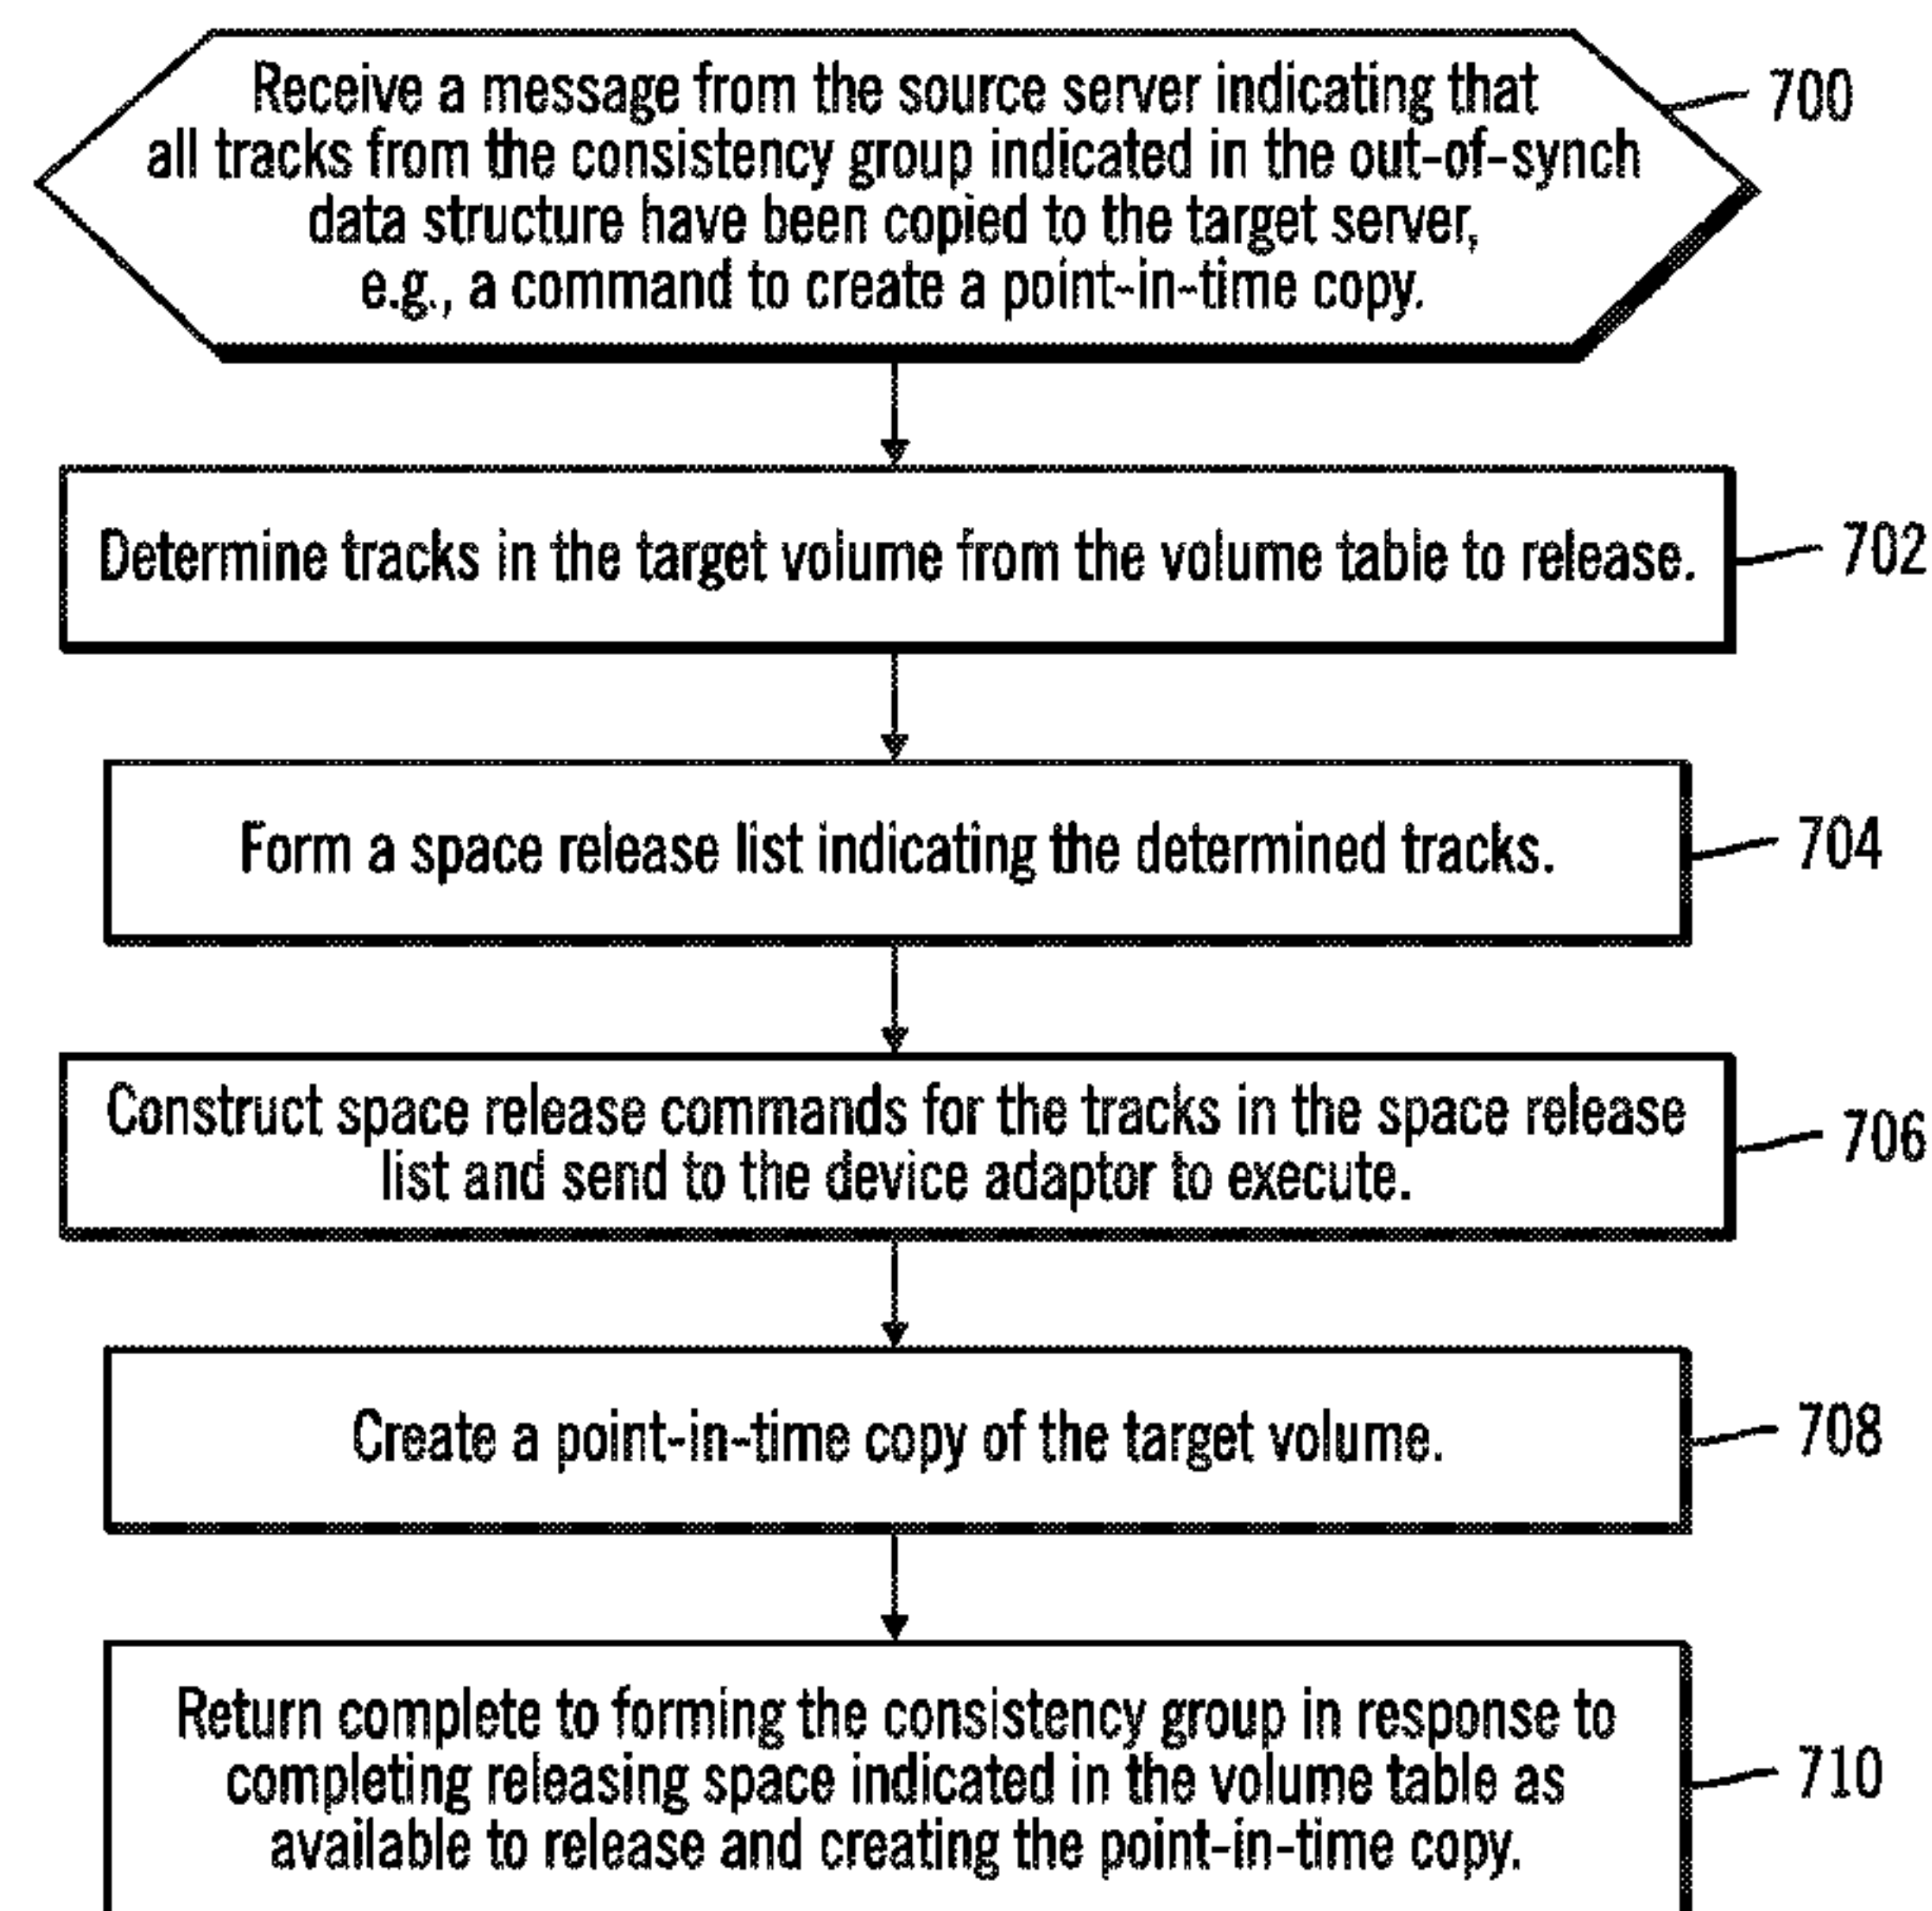 Receive a message from the source server indicating that
all tracks from the consistency group indicated in the out-of-synch
data structure have been copied to the target server,
e.g., a command to create a point-in-time copy.
700
Determine tracks in the target volume from the volume table to release.
702
Form a space release list indicating the determined tracks.
704
Construct space release commands for the tracks in the space release
list and send to the device adaptor to execute.
706
Create a point-in-time copy of the target volume.
708
Return complete to forming the consistency group in response to
completing releasing space indicated in the volume table as
available to release and creating the point-in-time copy.
710